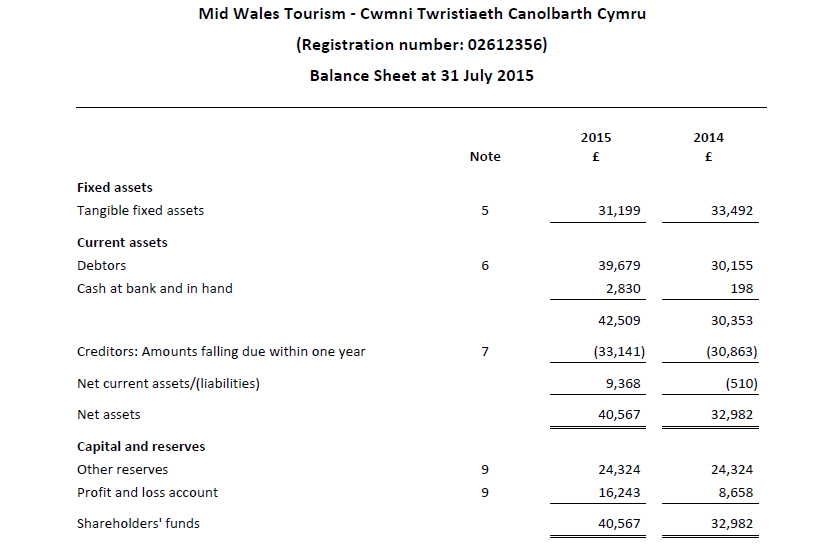 Mid Wales Tourism - Cwmni Twristiaeth Canolbarth Cymru
(Registration number: 02612356)
Balance Sheet at 31 July 2015
2015 2014
Note £ £
Fixed assets
Tangible fixed assets 5 31,199 33,492
Current assets
Debtors 6 39,679 30,155
Cash at bank and in hand 2,830 198
42,509 30,353
Creditors: Amounts falling due within one year 7 (33,141) (30,863)
Net current assets/(liabilities) 9,368 (510)
Net assets 40,567 32,982
Capital and reserves
Other reserves 9 24,324 24,324
Profit and loss account 9 16,243 8,658
Shareholders' funds 40,567 32,982